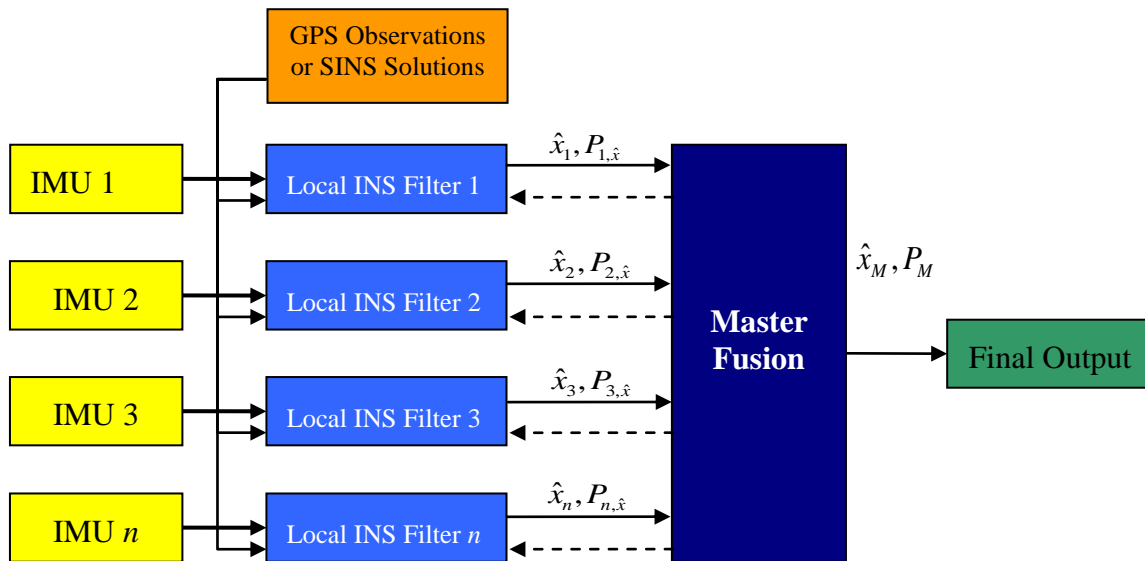 GPS Observations
or SINS Solutions
IMU 1
Local INS Filter 1
x̂₁, P₁,x̂
IMU 2
Local INS Filter 2
x̂₂, P₂,x̂
Master
Fusion
x̂_M, P_M
Final Output
IMU 3
Local INS Filter 3
x̂₃, P₃,x̂
IMU n
Local INS Filter n
x̂ₙ, Pₙ,x̂